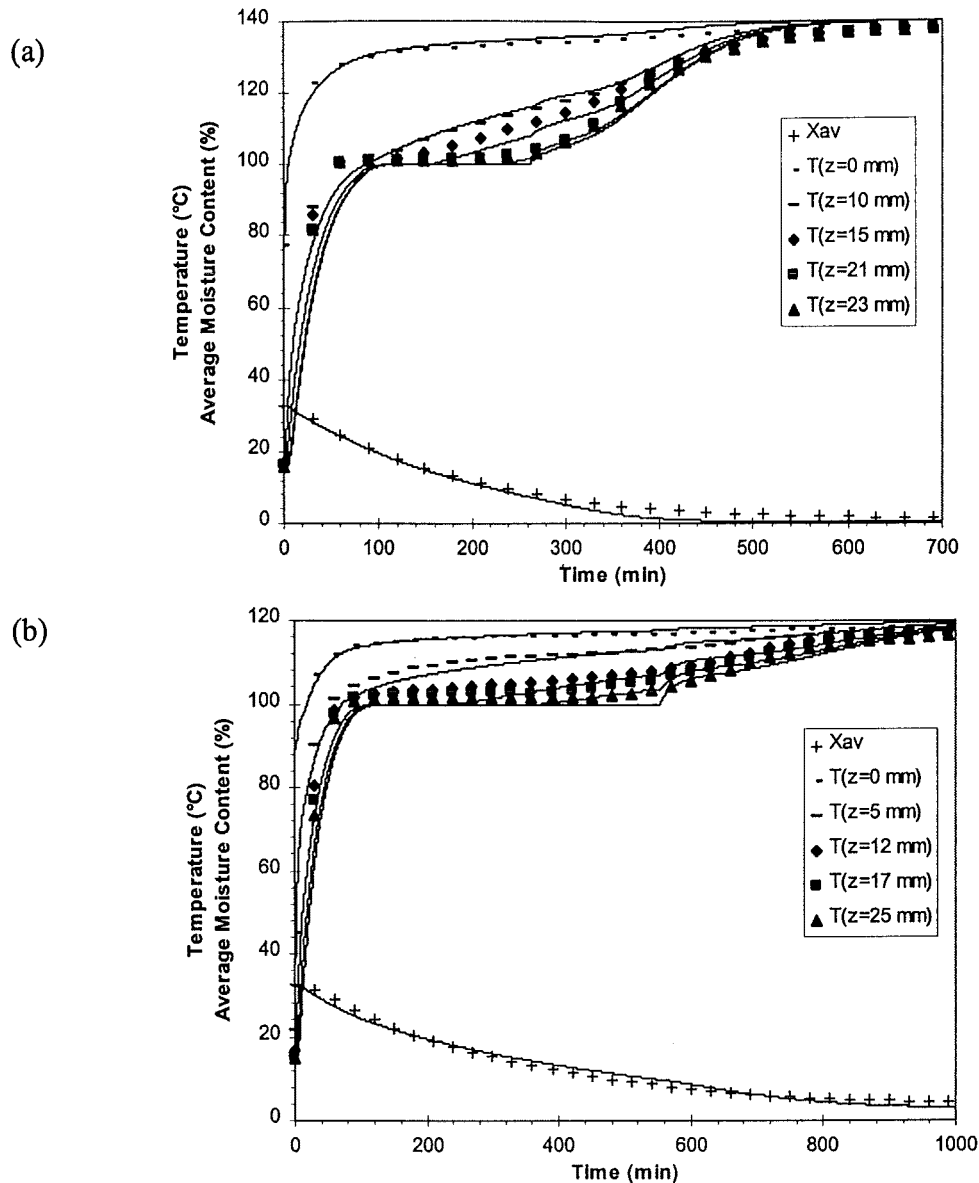 (a)
Temperature (°C)
Average Moisture Content (%)
140
120
100
80
60
40
20
0
0 100 200 300 400 500 600 700
Time (min)
+ Xav
- T(z=0 mm)
– T(z=10 mm)
◆ T(z=15 mm)
■ T(z=21 mm)
▲ T(z=23 mm)
(b)
Temperature (°C)
Average Moisture Content (%)
120
100
80
60
40
20
0
0 200 400 600 800 1000
Time (min)
+ Xav
- T(z=0 mm)
– T(z=5 mm)
◆ T(z=12 mm)
■ T(z=17 mm)
▲ T(z=25 mm)